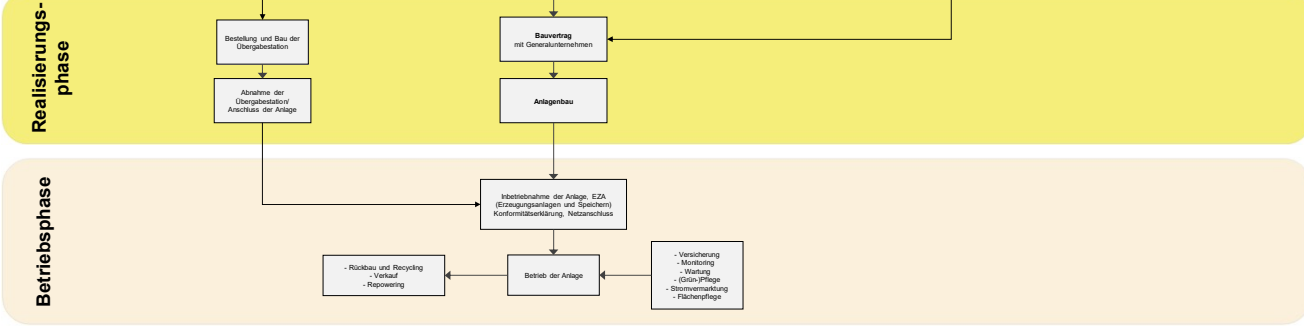 Realisierungs-
phase
Bestellung und Bau der
Übergabestation
Bauvertrag
mit Generalunternehmen
Abnahme der
Übergabestation/
Anschluss der Anlage
Anlagenbau
Betriebsphase
Inbetriebnahme der Anlage, EZA
(Erzeugungsanlagen und Speichern)
Konformitätserklärung, Netzanschluss
- Rückbau und Recycling
- Verkauf
- Repowering
Betrieb der Anlage
- Versicherung
- Monitoring
- Wartung
- (Grün-)Pflege
- Stromvermarktung
- Flächenpflege